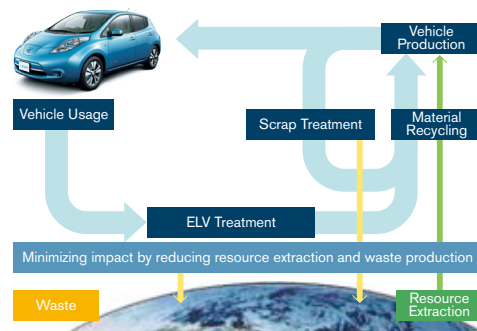 Vehicle
Production
Vehicle Usage
Scrap Treatment
Material
Recycling
ELV Treatment
Minimizing impact by reducing resource extraction and waste production
Waste
Resource
Extraction